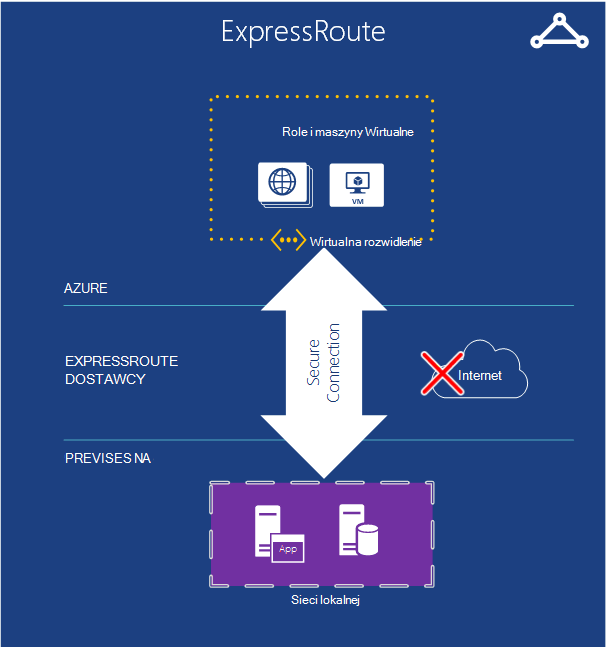 ExpressRoute
Role i maszyny Wirtualne
VM
Wirtualna rozwidlenie
AZURE
Secure
Connection
EXPRESSROUTE
DOSTAWCY
Internet
PREVISES NA
App
Sieci lokalnej